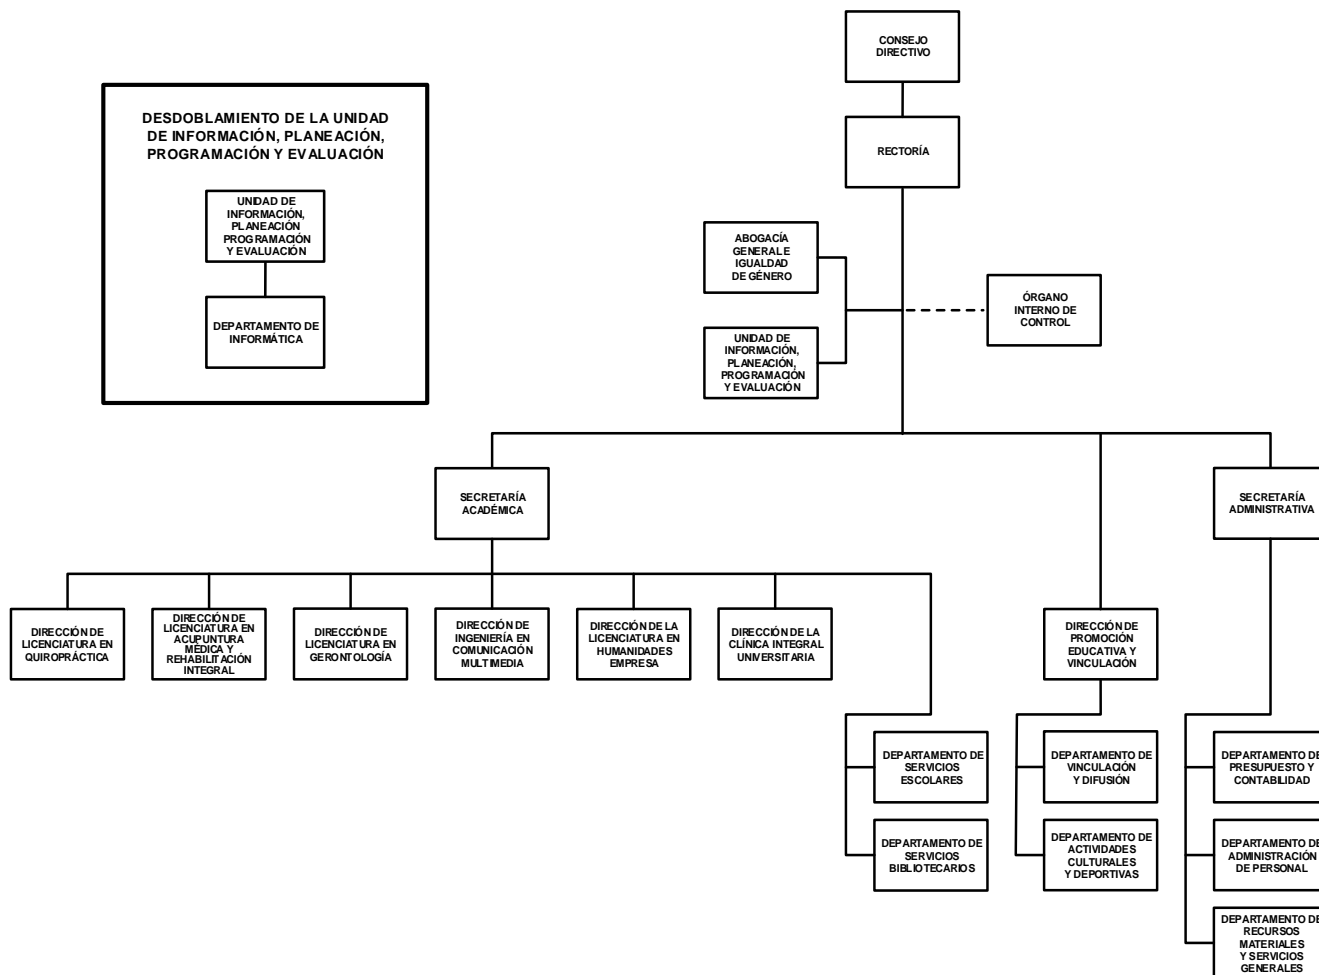 CONSEJO
DIRECTIVO
DESDOBLAMIENTO DE LA UNIDAD
DE INFORMACIÓN, PLANEACIÓN,
PROGRAMACIÓN Y EVALUACIÓN
RECTORÍA
UNIDAD DE
INFORMACIÓN,
PLANEACIÓN
PROGRAMACIÓN
Y EVALUACIÓN
DEPARTAMENTO DE
INFORMÁTICA
ABOGACÍA
GENERAL E
IGUALDAD
DE GÉNERO
ÓRGANO
INTERNO DE
CONTROL
UNIDAD DE
INFORMACIÓN,
PLANEACIÓN,
PROGRAMACIÓN
Y EVALUACIÓN
SECRETARÍA
ACADÉMICA
SECRETARÍA
ADMINISTRATIVA
DIRECCIÓN DE
LICENCIATURA EN
QUIROPRÁCTICA
DIRECCIÓN DE
LICENCIATURA EN
ACUPUNTURA
MÉDICA Y
REHABILITACIÓN
INTEGRAL
DIRECCIÓN DE
LICENCIATURA EN
GERONTOLOGÍA
DIRECCIÓN DE
INGENIERÍA EN
COMUNICACIÓN
MULTIMEDIA
DIRECCIÓN DE LA
LICENCIATURA EN
HUMANIDADES
EMPRESA
DIRECCIÓN DE LA
CLÍNICA INTEGRAL
UNIVERSITARIA
DIRECCIÓN DE
PROMOCIÓN
EDUCATIVA Y
VINCULACIÓN
DEPARTAMENTO DE
SERVICIOS
ESCOLARES
DEPARTAMENTO DE
VINCULACIÓN
Y DIFUSIÓN
DEPARTAMENTO DE
PRESUPUESTO Y
CONTABILIDAD
DEPARTAMENTO DE
SERVICIOS
BIBLIOTECARIOS
DEPARTAMENTO DE
ACTIVIDADES
CULTURALES
Y DEPORTIVAS
DEPARTAMENTO DE
ADMINISTRACIÓN
DE PERSONAL
DEPARTAMENTO DE
RECURSOS
MATERIALES
Y SERVICIOS
GENERALES